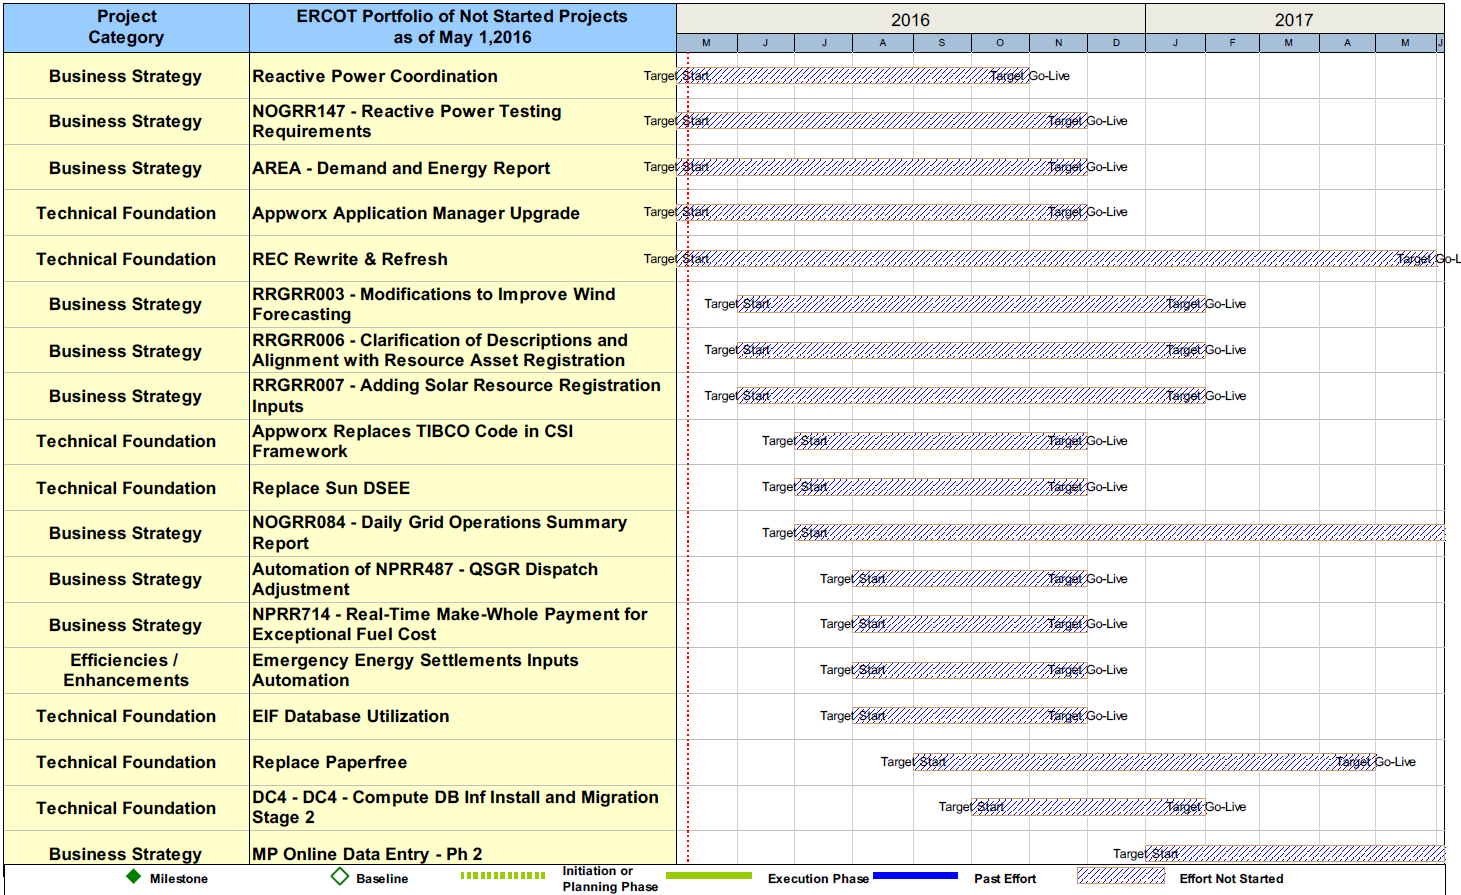 Project
Category
ERCOT Portfolio of Not Started Projects
as of May 1,2016
2016
2017
M J J A S O N D J F M A M J
Business Strategy
Reactive Power Coordination
Target Start
Target Go-Live
Business Strategy
NOGRR147 - Reactive Power Testing
Requirements
Target Start
Target Go-Live
Business Strategy
AREA - Demand and Energy Report
Target Start
Target Go-Live
Technical Foundation
Appworx Application Manager Upgrade
Target Start
Target Go-Live
Technical Foundation
REC Rewrite & Refresh
Target Start
Target Go-L
Business Strategy
RRGRR003 - Modifications to Improve Wind
Forecasting
Target Start
Target Go-Live
Business Strategy
RRGRR006 - Clarification of Descriptions and
Alignment with Resource Asset Registration
Target Start
Target Go-Live
Business Strategy
RRGRR007 - Adding Solar Resource Registration
Inputs
Target Start
Target Go-Live
Technical Foundation
Appworx Replaces TIBCO Code in CSI
Framework
Target Start
Target Go-Live
Technical Foundation
Replace Sun DSEE
Target Start
Target Go-Live
Business Strategy
NOGRR084 - Daily Grid Operations Summary
Report
Target Start
Business Strategy
Automation of NPRR487 - QSGR Dispatch
Adjustment
Target Start
Target Go-Live
Business Strategy
NPRR714 - Real-Time Make-Whole Payment for
Exceptional Fuel Cost
Target Start
Target Go-Live
Efficiencies /
Enhancements
Emergency Energy Settlements Inputs
Automation
Target Start
Target Go-Live
Technical Foundation
EIF Database Utilization
Target Start
Target Go-Live
Technical Foundation
Replace Paperfree
Target Start
Target Go-Live
Technical Foundation
DC4 - DC4 - Compute DB Inf Install and Migration
Stage 2
Target Start
Target Go-Live
Business Strategy
MP Online Data Entry - Ph 2
Target Start
Milestone
Baseline
Initiation or
Planning Phase
Execution Phase
Past Effort
Effort Not Started